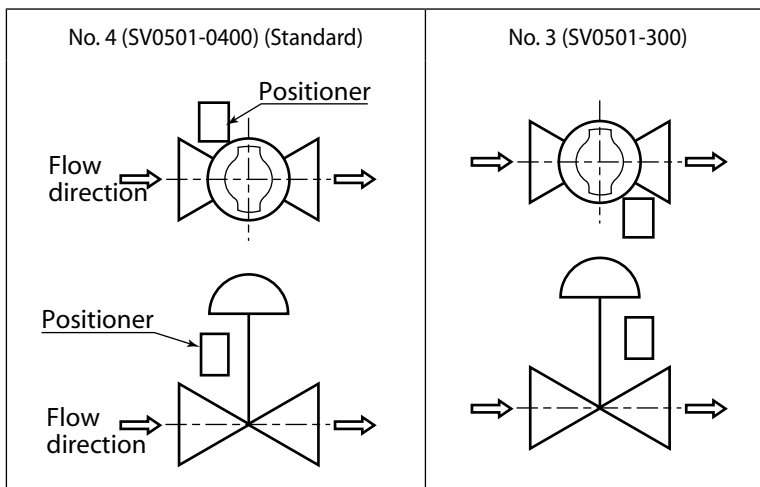 No. 4 (SV0501-0400) (Standard)
No. 3 (SV0501-300)
Positioner
Flow
direction
Positioner
Flow
direction